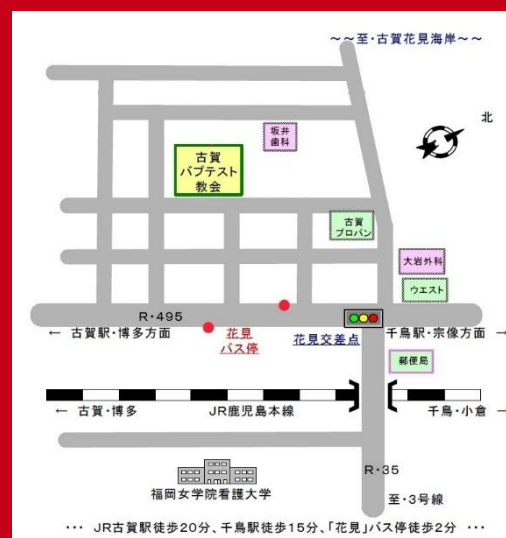 ～～至・古賀花見海岸～～
北
坂井
歯科
古賀
バプテスト
教会
古賀
プロパン
大岩外科
ウエスト
R・495
← 古賀駅・博多方面
花見
バス停
花見交差点
千鳥駅・宗像方面 →
郵便局
← 古賀・博多
JR鹿児島本線
千鳥・小倉 →
R・35
福岡女学院看護大学
至・3号線
･･･ JR古賀駅徒歩20分、千鳥駅徒歩15分、「花見」バス停徒歩2分 ･･･